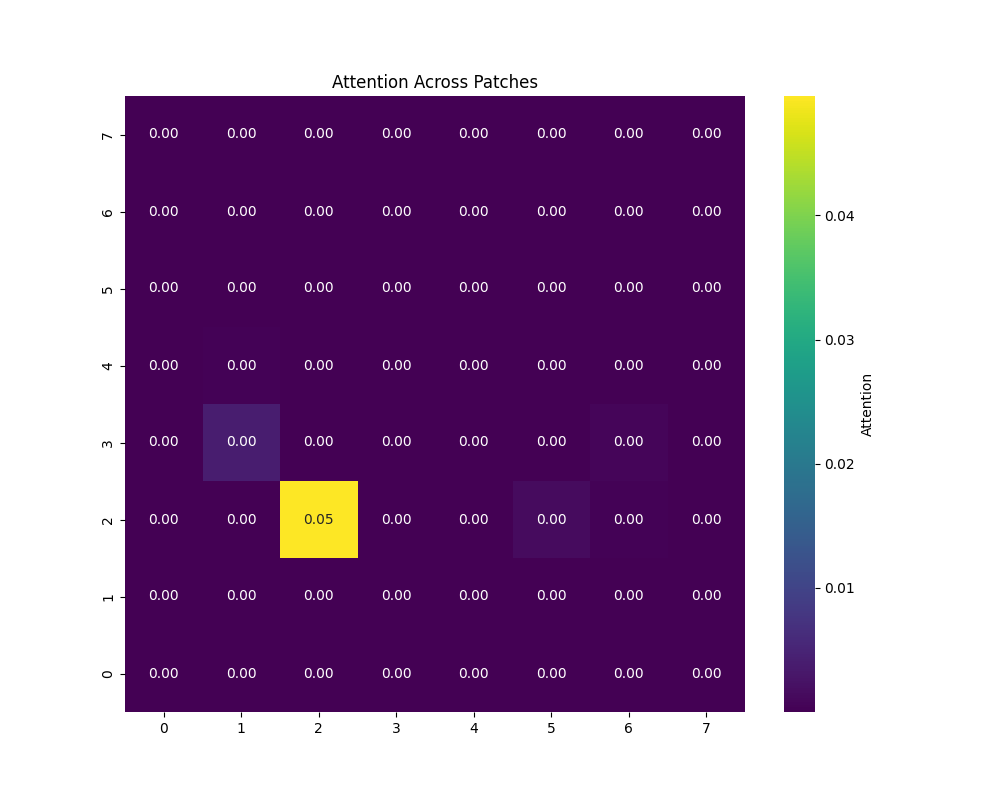 Attention Across Patches
7 0.00 0.00 0.00 0.00 0.00 0.00 0.00 0.00
6 0.00 0.00 0.00 0.00 0.00 0.00 0.00 0.00
0.04
5 0.00 0.00 0.00 0.00 0.00 0.00 0.00 0.00
0.03
4 0.00 0.00 0.00 0.00 0.00 0.00 0.00 0.00
Attention
3 0.00 0.00 0.00 0.00 0.00 0.00 0.00 0.00
0.02
2 0.00 0.00 0.05 0.00 0.00 0.00 0.00 0.00
0.01
1 0.00 0.00 0.00 0.00 0.00 0.00 0.00 0.00
0 0.00 0.00 0.00 0.00 0.00 0.00 0.00 0.00
0 1 2 3 4 5 6 7